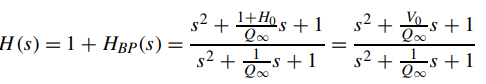 H(s) = 1 + H_{BP}(s) = \frac{s^2 + \frac{1+H_0}{Q_\infty}s + 1}{s^2 + \frac{1}{Q_\infty}s + 1} = \frac{s^2 + \frac{V_0}{Q_\infty}s + 1}{s^2 + \frac{1}{Q_\infty}s + 1}